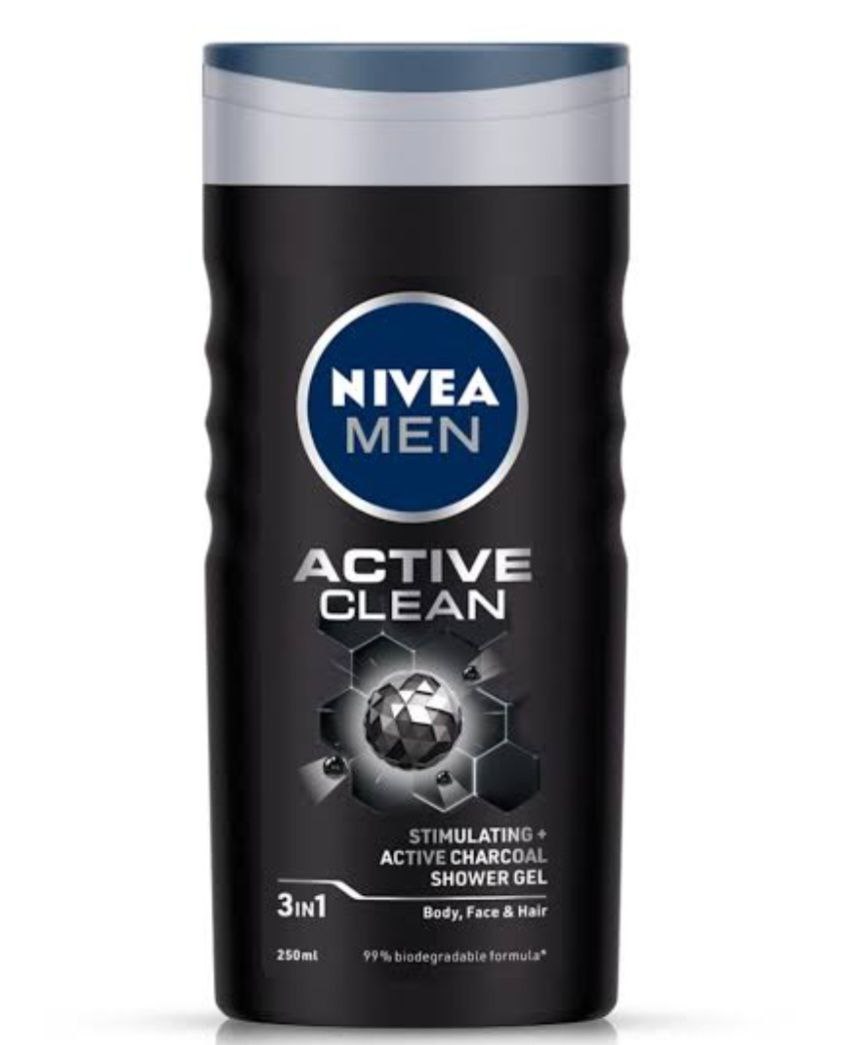 NIVEA
MEN
ACTIVE
CLEAN
STIMULATING +
ACTIVE CHARCOAL
SHOWER GEL
3IN1
Body, Face & Hair
250ml
99% biodegradable formula*